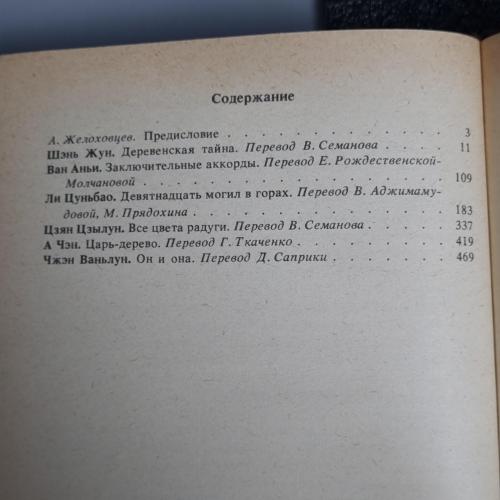 Содержание
А. Желоховцев. Предисловие . . . . . . . . . . . . . 3
Шэнь Жун. Деревенская тайна. Перевод В. Семанова . . . 11
Ван Аньи. Заключительные аккорды. Перевод Е. Рождественской-
Молчановой . . . . . . . . . . . . . . . . 109
Ли Цуньбао. Девятнадцать могил в горах. Перевод В. Аджимаму-
довой, М. Прядохина . . . . . . . . . . . . . 183
Цзян Цзылун. Все цвета радуги. Перевод В. Семанова . . . . 337
А Чэн. Царь-дерево. Перевод Г. Ткаченко . . . . . . . . 419
Чжэн Ваньлун. Он и она. Перевод Д. Саприки . . . . . . 469